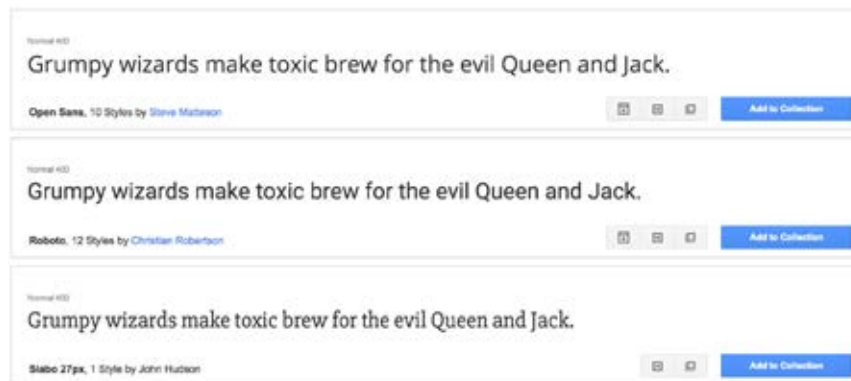 Normal 400
Grumpy wizards make toxic brew for the evil Queen and Jack.
Open Sans, 10 Styles by Steve Matteson
Add to Collection
Normal 400
Grumpy wizards make toxic brew for the evil Queen and Jack.
Roboto, 12 Styles by Christian Robertson
Add to Collection
Normal 400
Grumpy wizards make toxic brew for the evil Queen and Jack.
Slabo 27px, 1 Style by John Hudson
Add to Collection